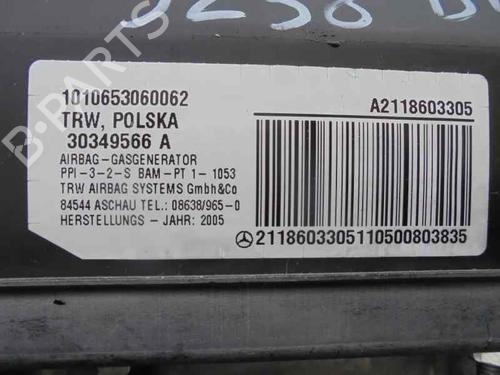 1010653060062
A2118603305
TRW, POLSKA
30349566 A
AIRBAG-GASGENERATOR
PPI-3-2-S BAM-PT 1- 1053
TRW AIRBAG SYSTEMS GmbH&Co
84544 ASCHAU TEL.: 08638/965-0
HERSTELLUNGS - JAHR: 2005
2118603305110500803835